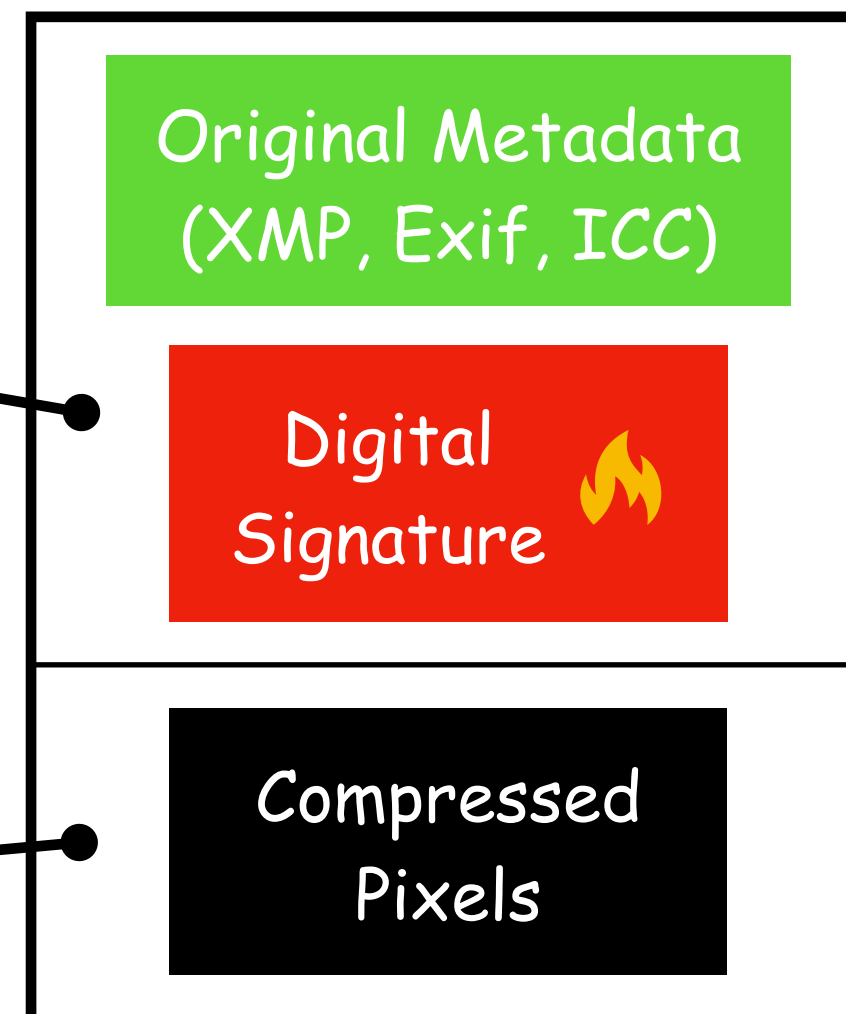 Original Metadata
(XMP, Exif, ICC)
Digital
Signature
Compressed
Pixels